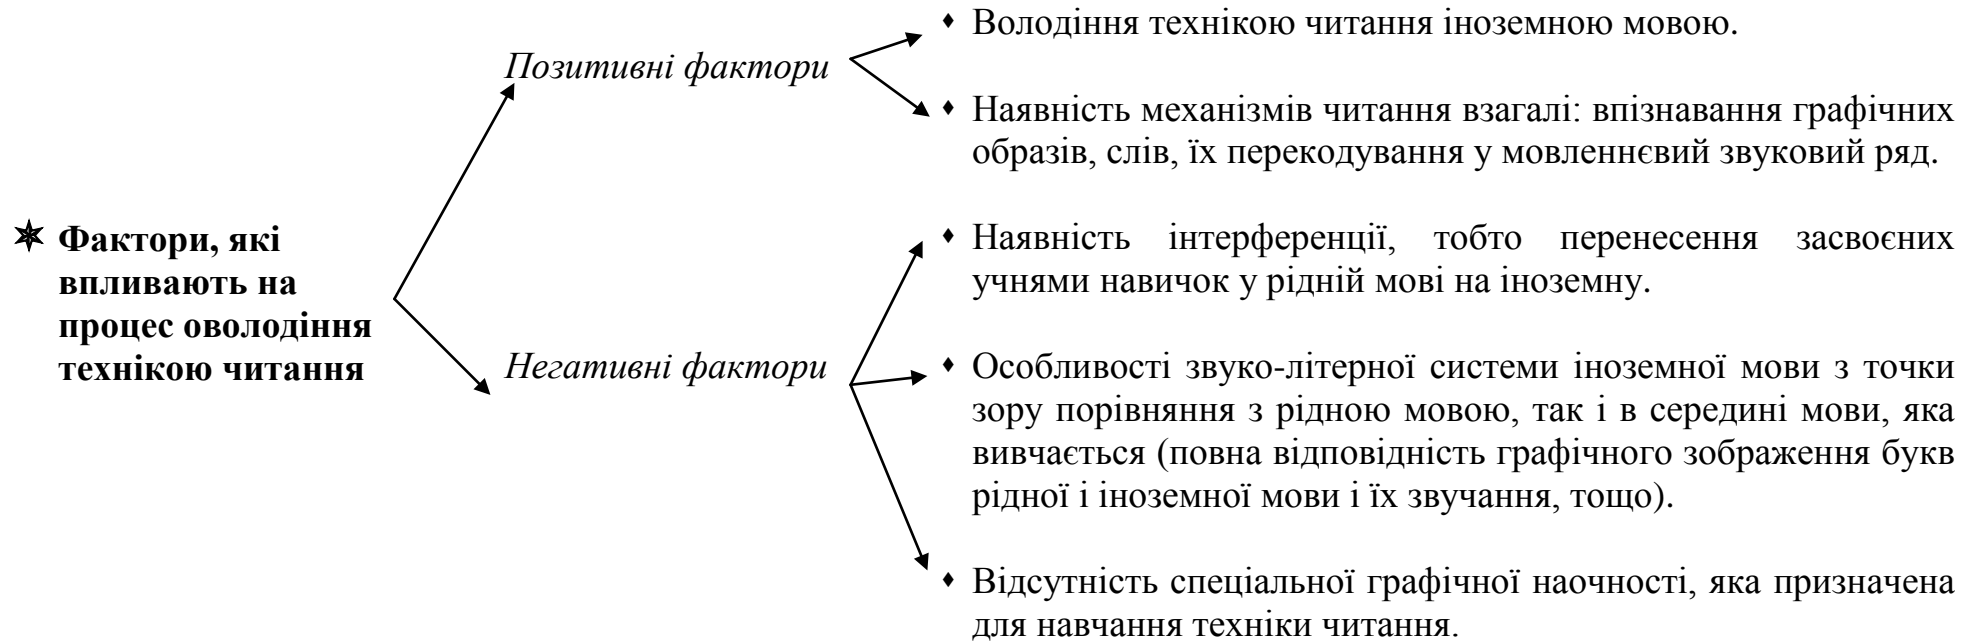 Фактори, які
впливають на
процес оволодіння
технікою читання
Позитивні фактори
Володіння технікою читання іноземною мовою.
Наявність механізмів читання взагалі: впізнавання графічних
образів, слів, їх перекодування у мовленнєвий звуковий ряд.
Негативні фактори
Наявність інтерференції, тобто перенесення засвоєних
учнями навичок у рідній мові на іноземну.
Особливості звуко-літерної системи іноземної мови з точки
зору порівняння з рідною мовою, так і в середині мови, яка
вивчається (повна відповідність графічного зображення букв
рідної і іноземної мови і їх звучання, тощо).
Відсутність спеціальної графічної наочності, яка призначена
для навчання техніки читання.